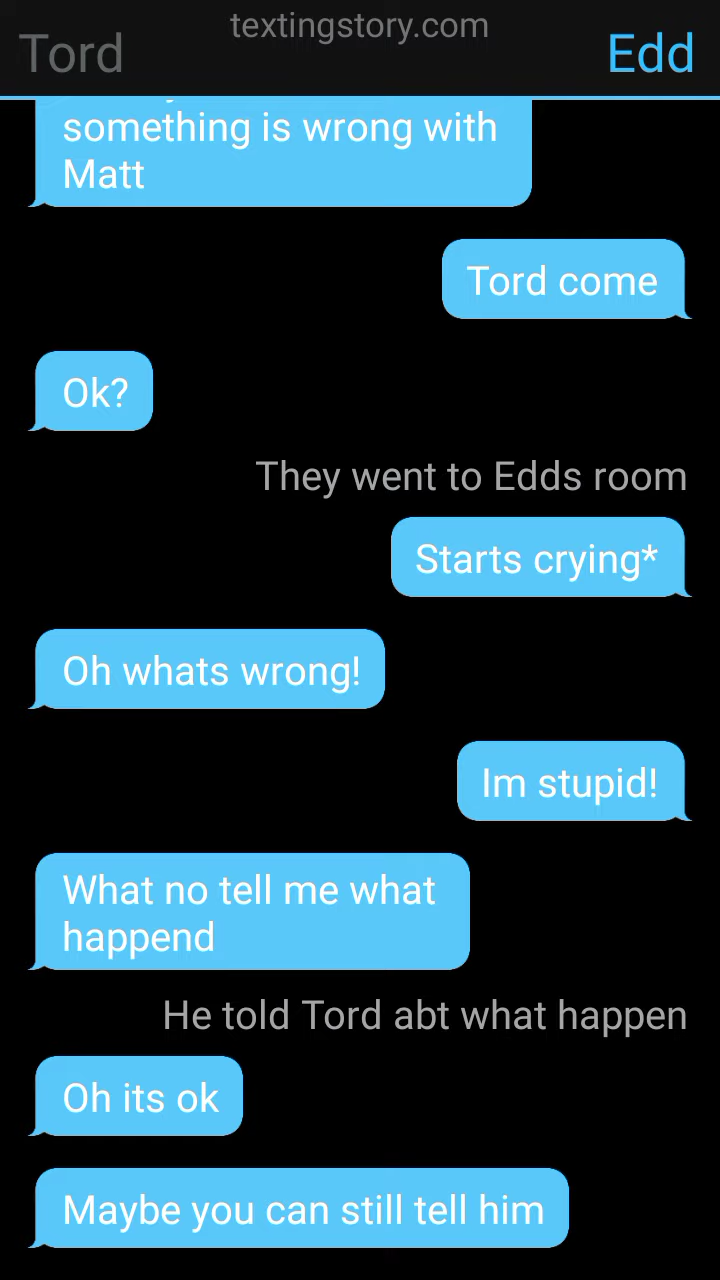 textingstory.com
Tord
Edd
something is wrong with
Matt
Tord come
Ok?
They went to Edds room
Starts crying*
Oh whats wrong!
Im stupid!
What no tell me what
happend
He told Tord abt what happen
Oh its ok
Maybe you can still tell him